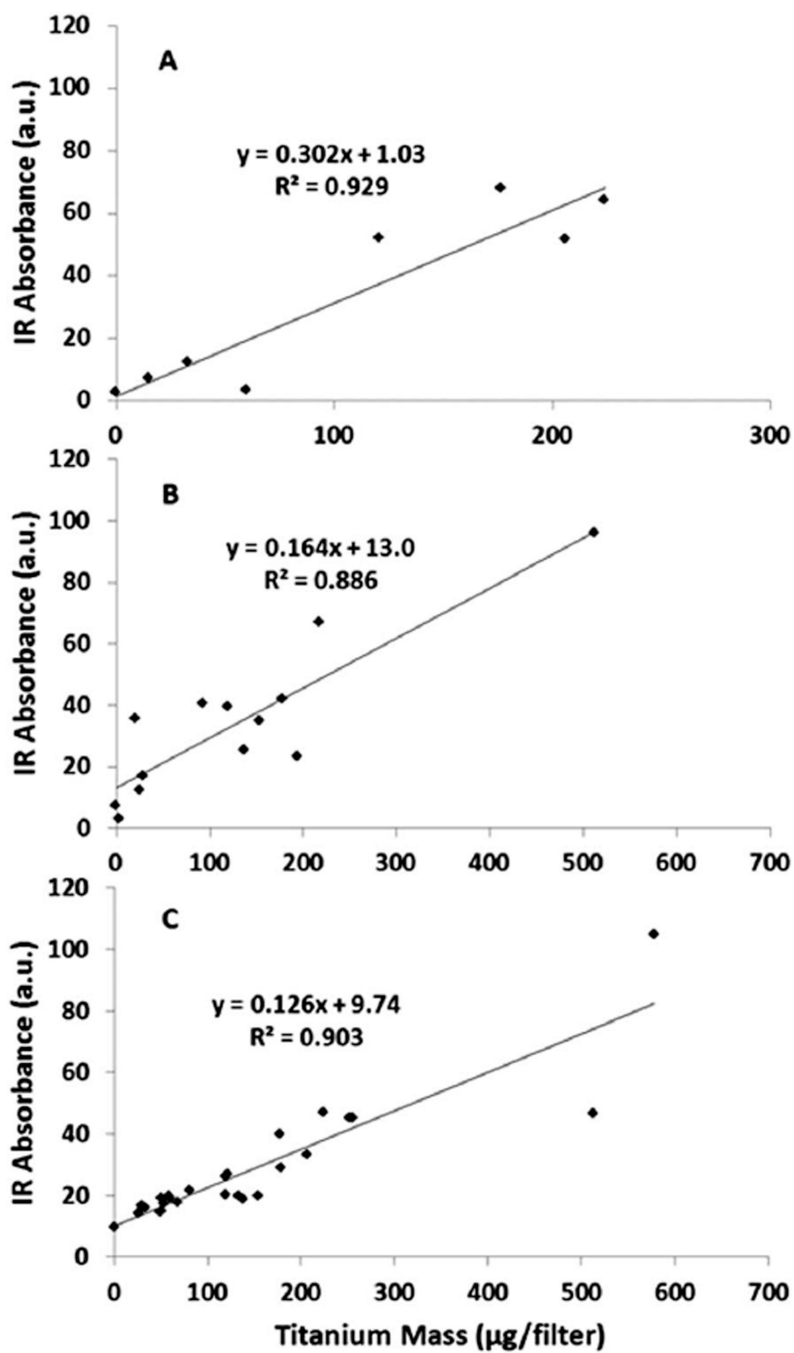 120
A
100
IR Absorbance (a.u.)
80
y = 0.302x + 1.03
R² = 0.929
60
40
20
0
0 100 200 300
120
B
100
IR Absorbance (a.u.)
y = 0.164x + 13.0
R² = 0.886
80
60
40
20
0
0 100 200 300 400 500 600 700
120
C
100
IR Absorbance (a.u.)
y = 0.126x + 9.74
R² = 0.903
80
60
40
20
0
0 100 200 300 400 500 600 700
Titanium Mass (µg/filter)